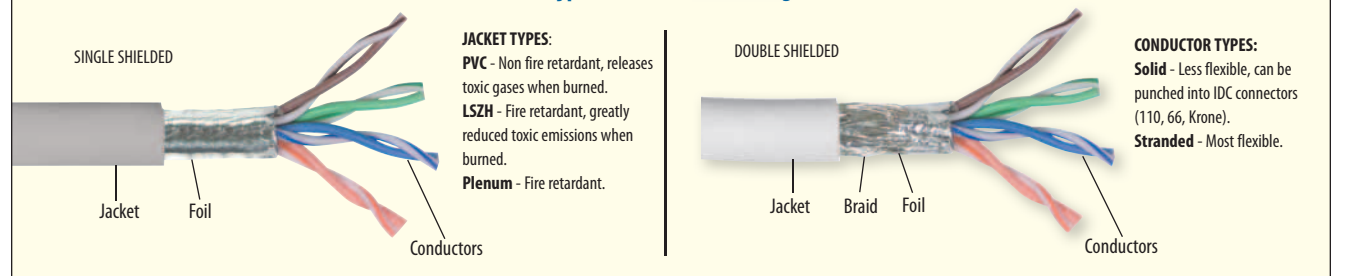 SINGLE SHIELDED
JACKET TYPES:
PVC - Non fire retardant, releases
toxic gases when burned.
LSZH - Fire retardant, greatly
reduced toxic emissions when
burned.
Plenum - Fire retardant.
Jacket
Foil
Conductors
DOUBLE SHIELDED
CONDUCTOR TYPES:
Solid - Less flexible, can be
punched into IDC connectors
(110, 66, Krone).
Stranded - Most flexible.
Jacket
Braid
Foil
Conductors